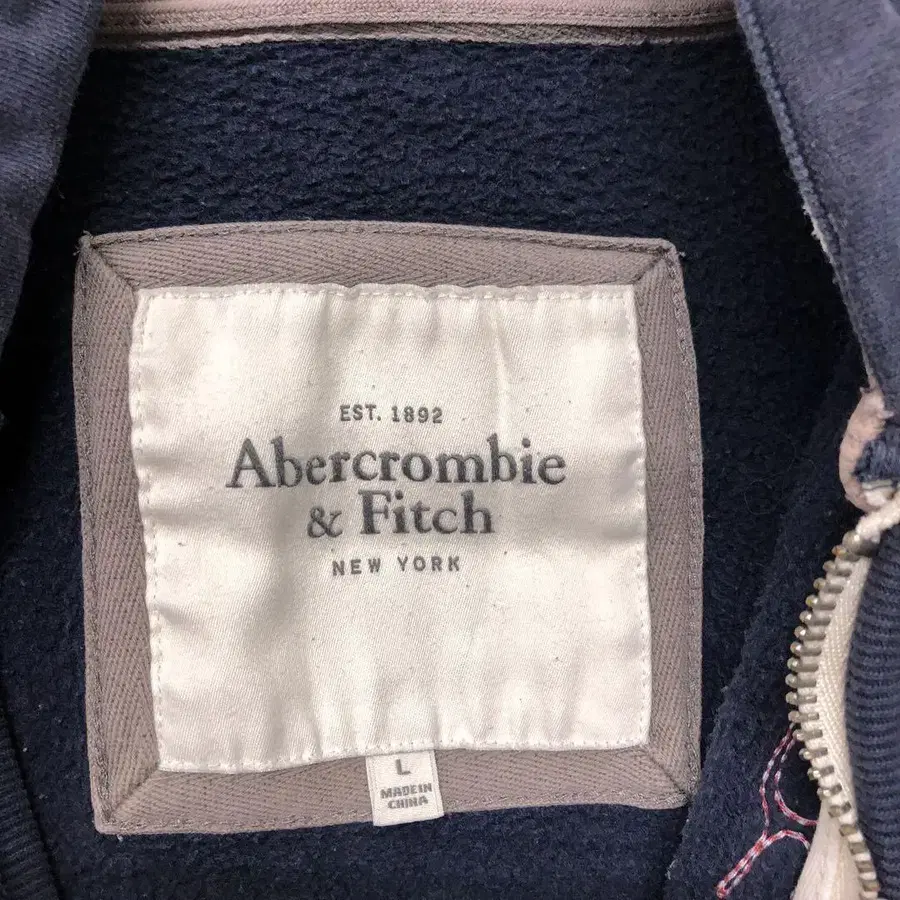 EST. 1892
Abercrombie
& Fitch
NEW YORK
L
MADE IN
CHINA